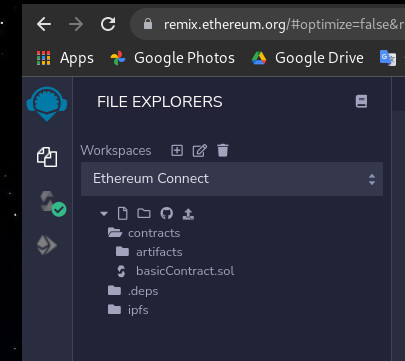 remix.ethereum.org/#optimize=false&r
Apps Google Photos Google Drive
FILE EXPLORERS
Workspaces
Ethereum Connect
contracts
artifacts
basicContract.sol
.deps
ipfs